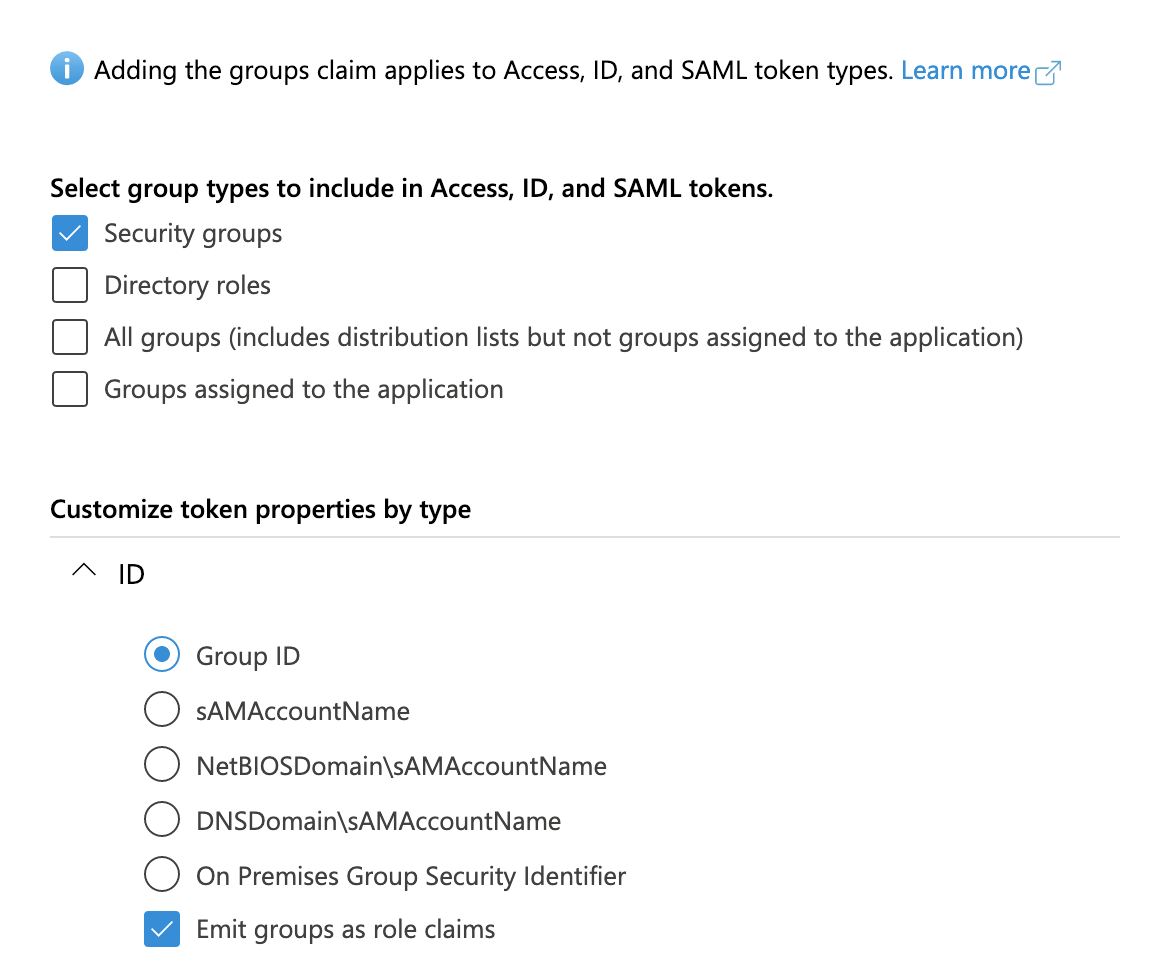 Adding the groups claim applies to Access, ID, and SAML token types. Learn more
Select group types to include in Access, ID, and SAML tokens.
Security groups
Directory roles
All groups (includes distribution lists but not groups assigned to the application)
Groups assigned to the application
Customize token properties by type
ID
Group ID
sAMAccountName
NetBIOSDomain\sAMAccountName
DNSDomain\sAMAccountName
On Premises Group Security Identifier
Emit groups as role claims